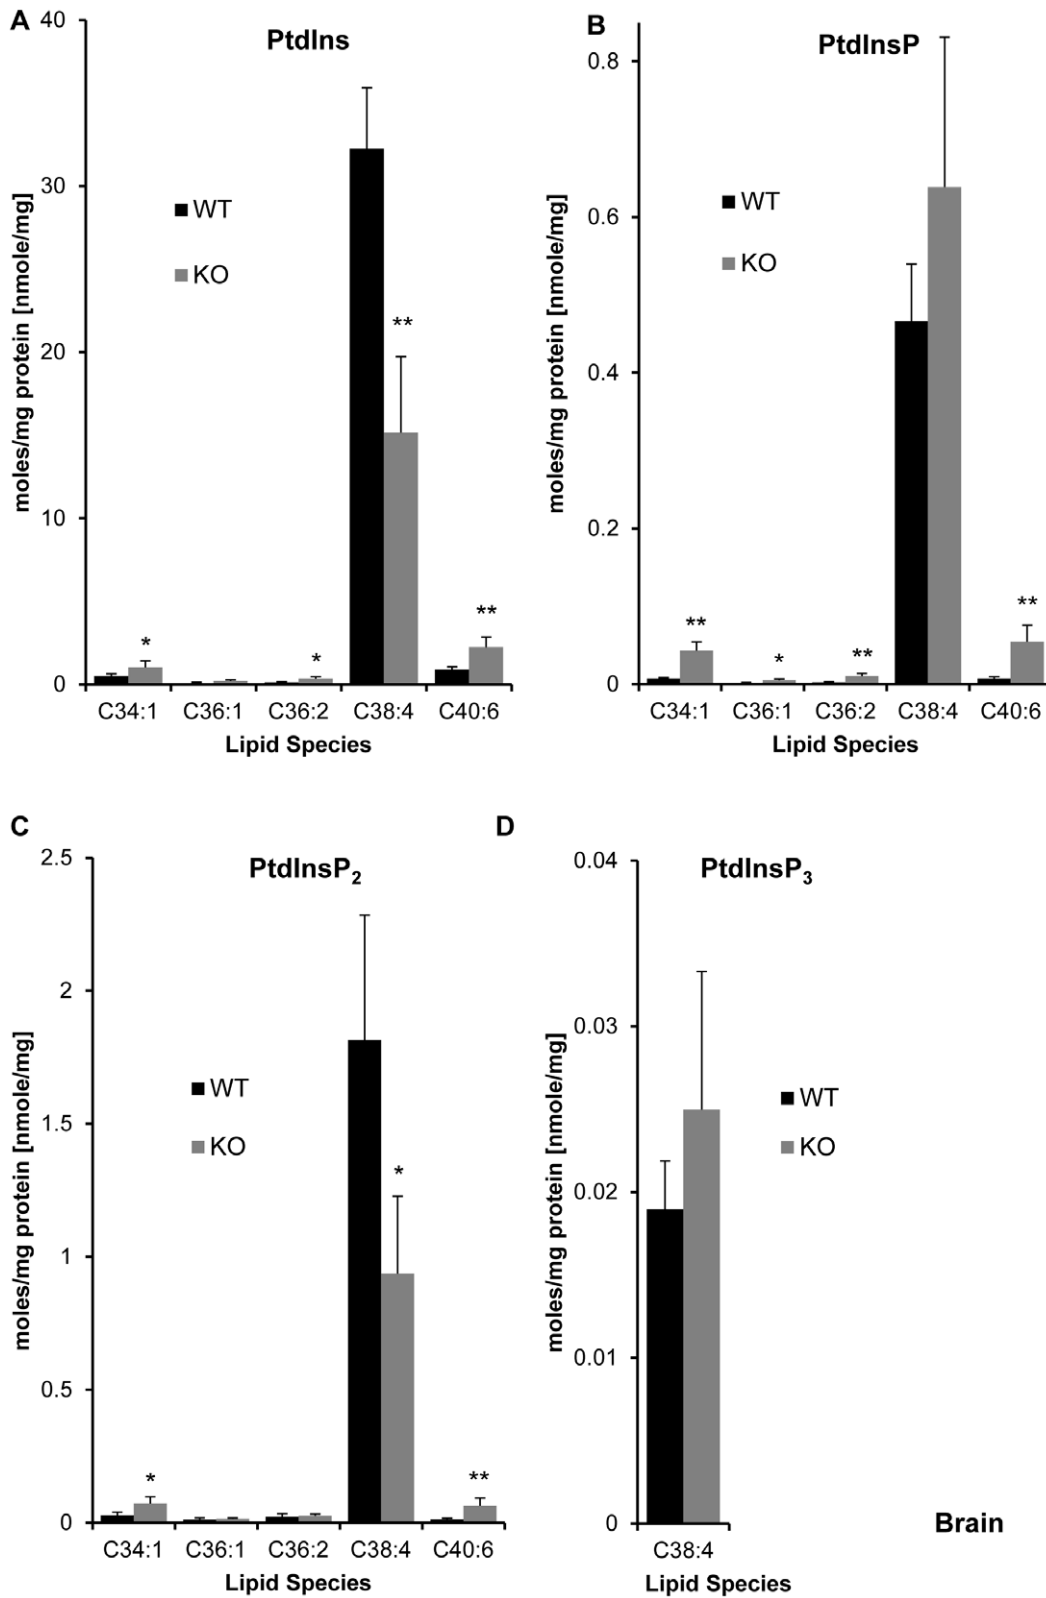 A
PtdIns
40
30
20
10
0
moles/mg protein [nmole/mg]
WT
KO
*
*
**
**
C34:1 C36:1 C36:2 C38:4 C40:6
Lipid Species
B
PtdInsP
0.8
0.6
0.4
0.2
0
moles/mg protein [nmole/mg]
WT
KO
**
*
**
**
C34:1 C36:1 C36:2 C38:4 C40:6
Lipid Species
C
PtdInsP2
2.5
2
1.5
1
0.5
0
moles/mg protein [nmole/mg]
WT
KO
*
*
**
C34:1 C36:1 C36:2 C38:4 C40:6
Lipid Species
D
PtdInsP3
0.04
0.03
0.02
0.01
0
moles/mg protein [nmole/mg]
WT
KO
C38:4
Lipid Species
Brain